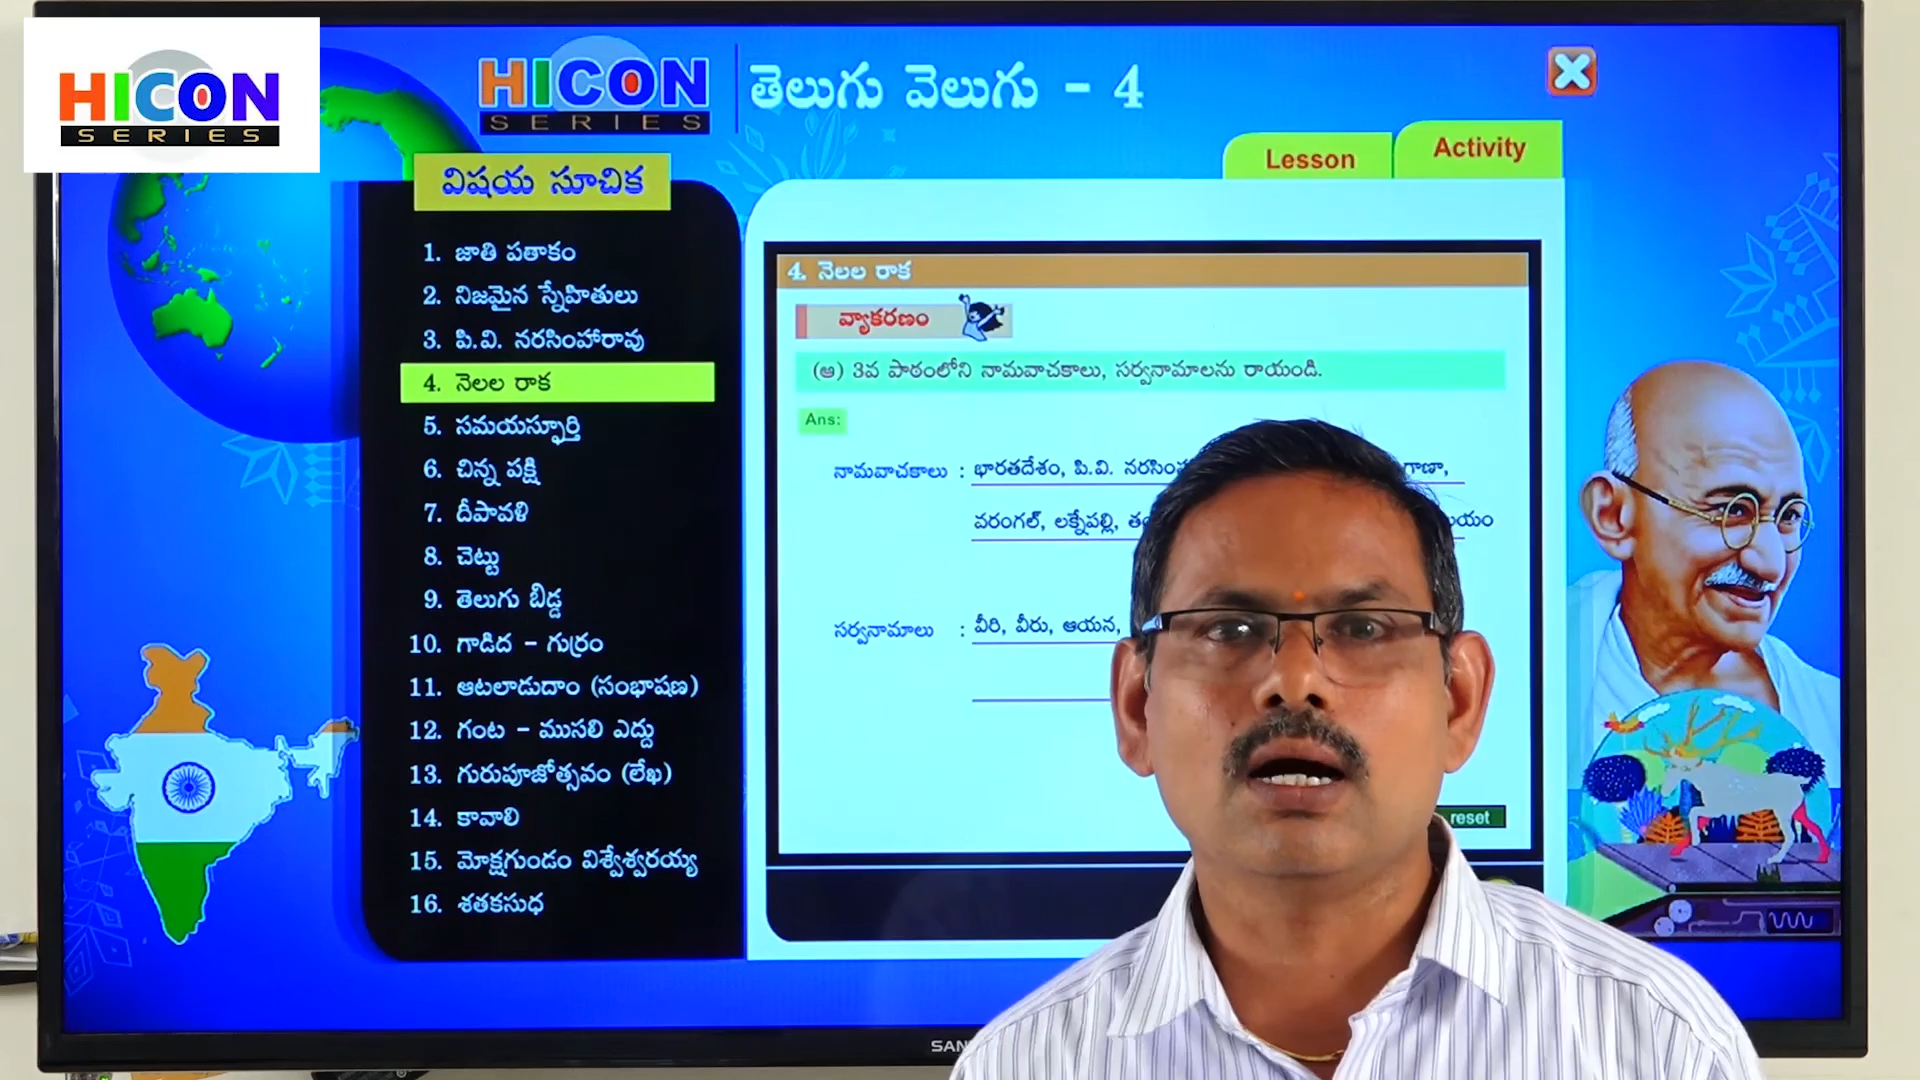 HICON
SERIES
HICON
SERIES
తెలుగు వెలుగు - 4
Lesson
Activity
విషయ సూచిక
1. జాతి పతాకం
2. నిజమైన స్నేహితులు
3. పి.వి. నరసింహారావు
4. నెలల రాక
5. సమయస్ఫూర్తి
6. చిన్న పక్షి
7. దీపావళి
8. చెట్టు
9. తెలుగు బిడ్డ
10. గాడిద - గుర్రం
11. ఆటలాడుదాం (సంభాషణ)
12. గంట - ముసలి ఎద్దు
13. గురుపూజోత్సవం (లేఖ)
14. కావాలి
15. మోక్షగుండం విశ్వేశ్వరయ్య
16. శతకసుధ
4. నెలల రాక
వ్యాకరణం
(ఆ) 3వ పాఠంలోని నామవాచకాలు, సర్వనామాలను రాయండి.
Ans:
నామవాచకాలు : భారతదేశం, పి.వి.
వరంగల్, లక్నేపల్లి,
సర్వనామాలు : వీరి, వీరు, ఆయన,
reset